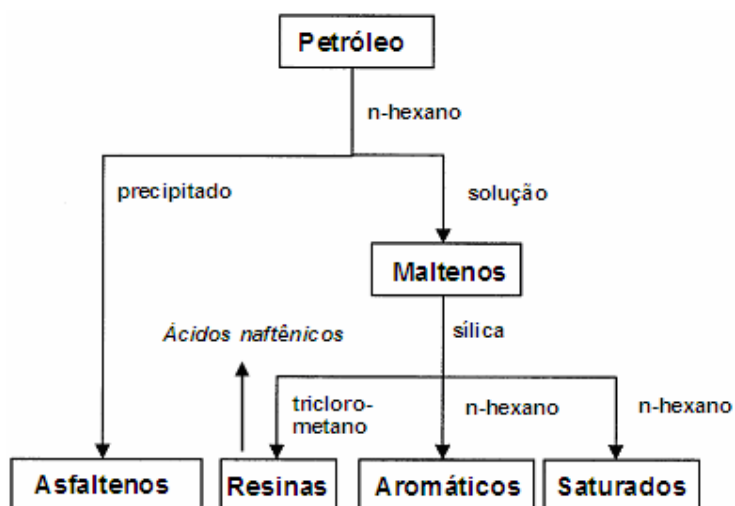 Petróleo
n-hexano
precipitado
solução
Maltenos
Ácidos naftênicos
sílica
tricloro-
metano
n-hexano
n-hexano
Asfaltenos
Resinas
Aromáticos
Saturados